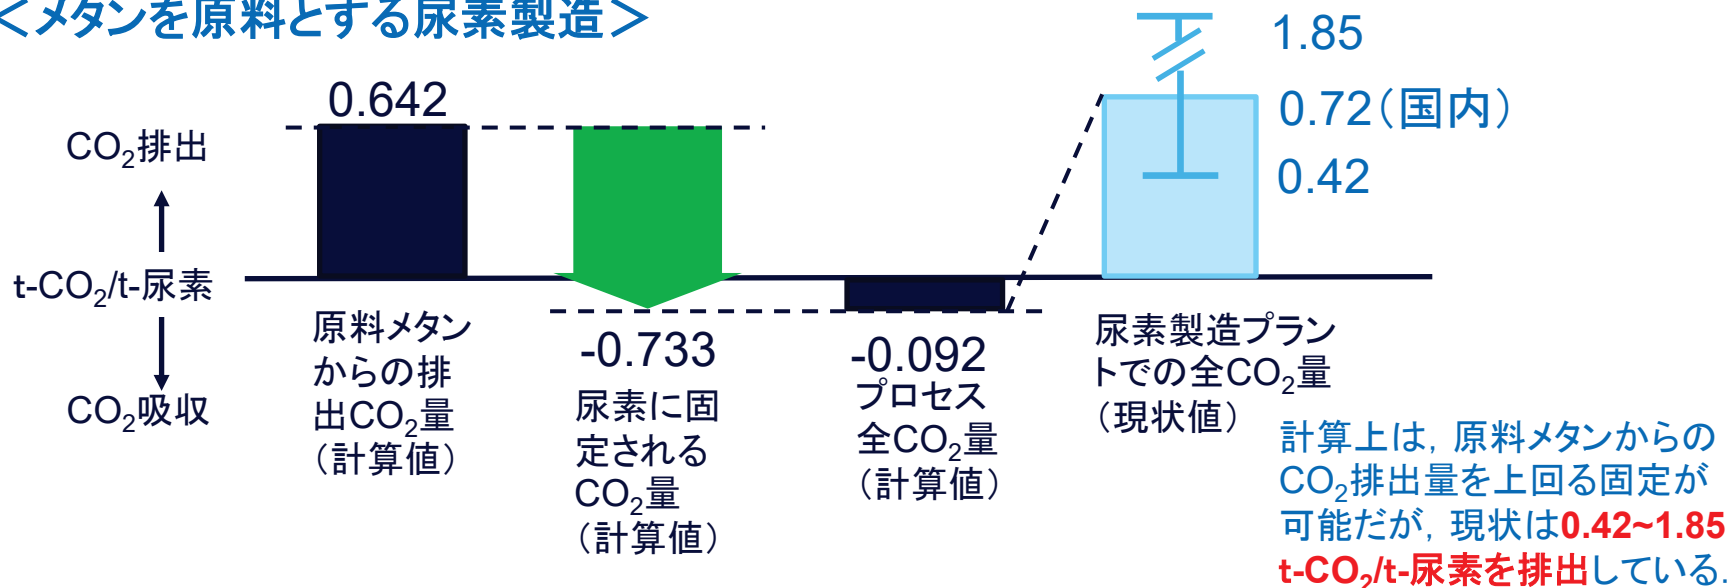 ＜メタンを原料とする尿素製造＞
CO₂排出
t-CO₂/t-尿素
CO₂吸収
0.642
原料メタン
からの排
出CO₂量
（計算値）
-0.733
尿素に固
定される
CO₂量
（計算値）
-0.092
プロセス
全CO₂量
（計算値）
1.85
0.72（国内）
0.42
尿素製造プラン
トでの全CO₂量
（現状値）
計算上は，原料メタンからの
CO₂排出量を上回る固定が
可能だが，現状は0.42~1.85
t-CO₂/t-尿素を排出している．